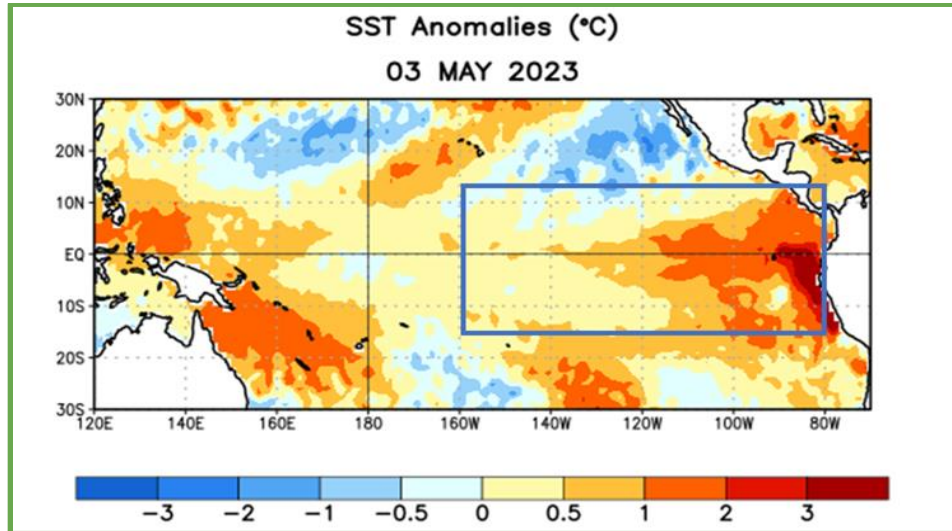 SST Anomalies (°C)
03 MAY 2023
30N
20N
10N
EQ
10S
20S
30S
120E 140E 160E 180 160W 140W 120W 100W 80W
-3 -2 -1 -0.5 0 0.5 1 2 3